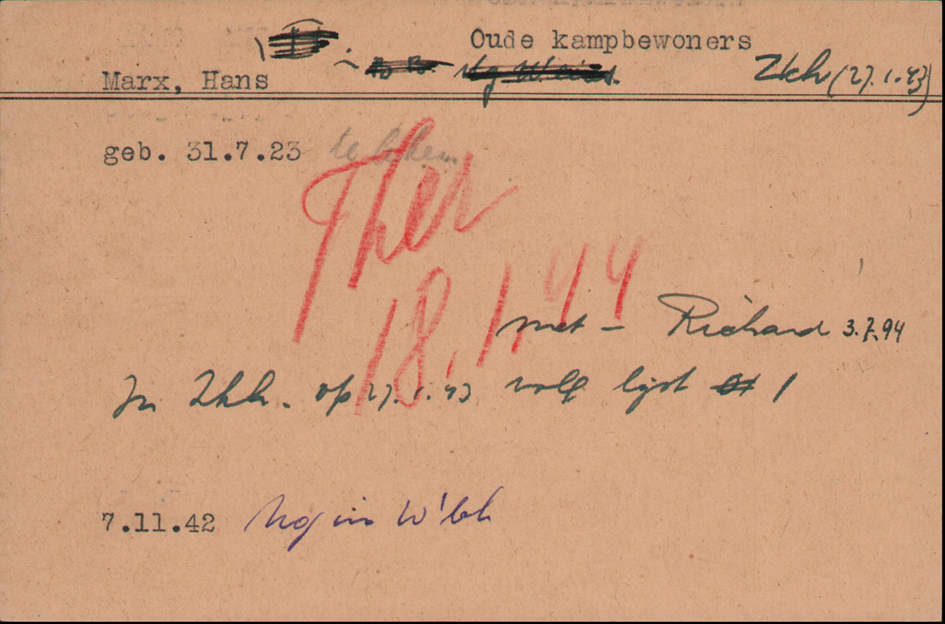 Oude kampbewoners
Marx, Hans Zkh (27.1.43)
geb. 31.7.23
Ther
18.1.44
met - Richard 3.7.94
In Zkh. op 27.1.43 volg lijst 1
7.11.42 Nog in W'bk